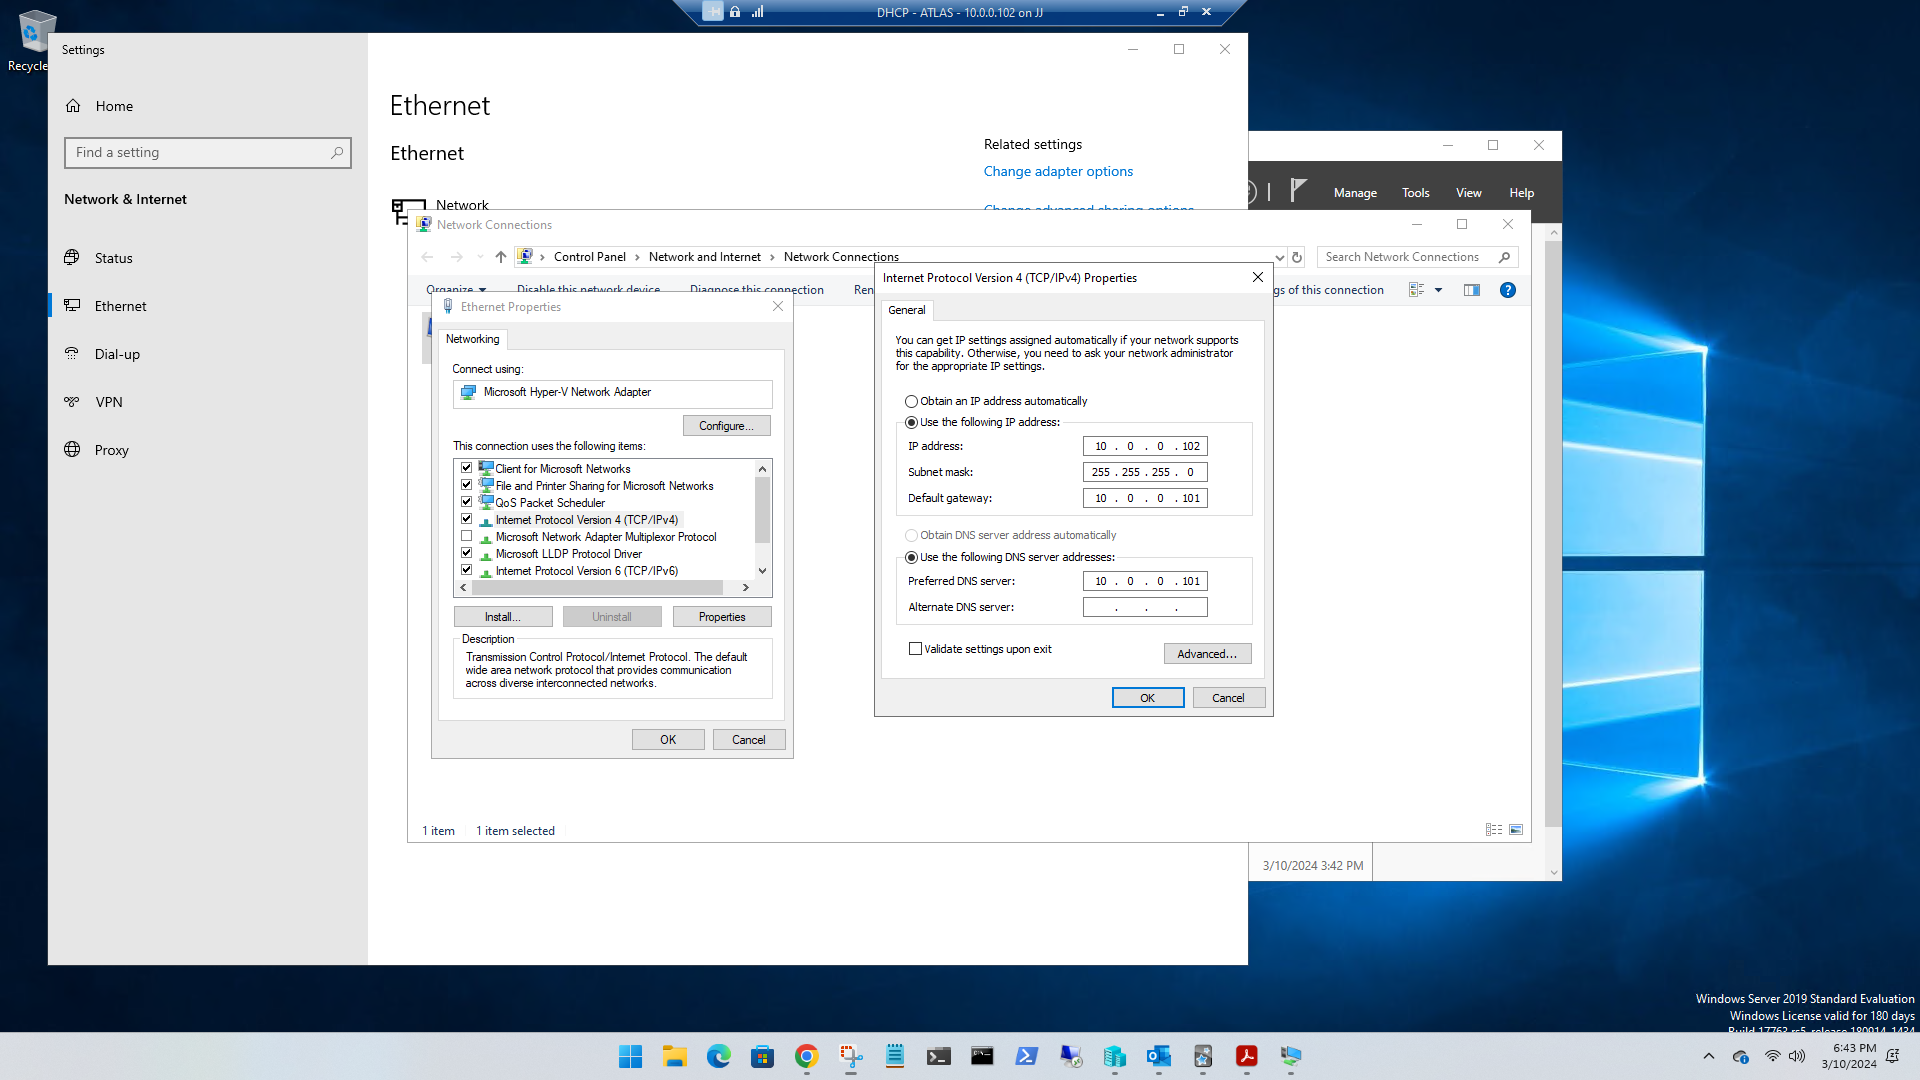 DHCP - ATLAS - 10.0.0.102 on JJ
Recycle
Settings
Home
Find a setting
Network & Internet
Status
Ethernet
Dial-up
VPN
Proxy
Ethernet
Ethernet
Network
Related settings
Change adapter options
Change advanced sharing options
Manage Tools View Help
Network Connections
Control Panel › Network and Internet › Network Connections
Search Network Connections
Organize Disable this network device Diagnose this connection Ren gs of this connection
Ethernet Properties
Networking
Connect using:
Microsoft Hyper-V Network Adapter
Configure...
This connection uses the following items:
Client for Microsoft Networks
File and Printer Sharing for Microsoft Networks
QoS Packet Scheduler
Internet Protocol Version 4 (TCP/IPv4)
Microsoft Network Adapter Multiplexor Protocol
Microsoft LLDP Protocol Driver
Internet Protocol Version 6 (TCP/IPv6)
Install... Uninstall Properties
Description
Transmission Control Protocol/Internet Protocol. The default
wide area network protocol that provides communication
across diverse interconnected networks.
OK Cancel
Internet Protocol Version 4 (TCP/IPv4) Properties
General
You can get IP settings assigned automatically if your network supports
this capability. Otherwise, you need to ask your network administrator
for the appropriate IP settings.
Obtain an IP address automatically
Use the following IP address:
IP address: 10 . 0 . 0 . 102
Subnet mask: 255 . 255 . 255 . 0
Default gateway: 10 . 0 . 0 . 101
Obtain DNS server address automatically
Use the following DNS server addresses:
Preferred DNS server: 10 . 0 . 0 . 101
Alternate DNS server: . . .
Validate settings upon exit
Advanced...
OK Cancel
1 item 1 item selected
3/10/2024 3:42 PM
Windows Server 2019 Standard Evaluation
Windows License valid for 180 days
Build 17763.rs5_release.180914-1434
6:43 PM
3/10/2024